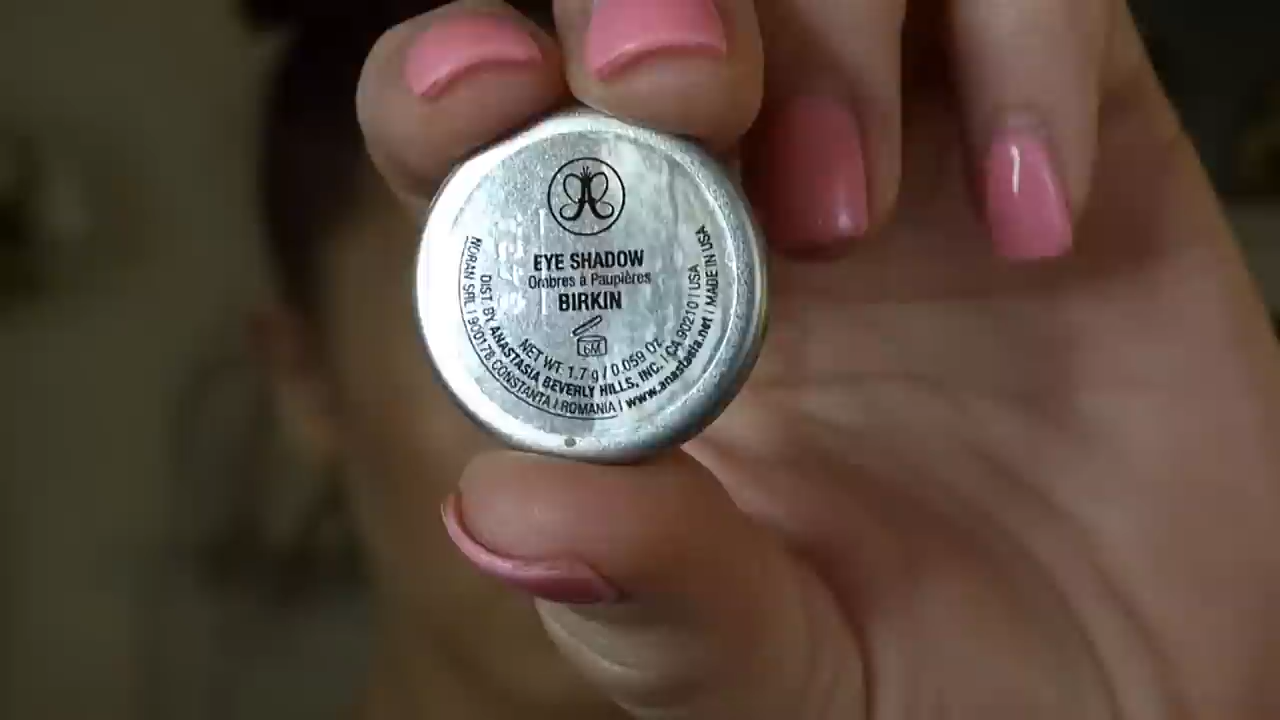 EYE SHADOW
Ombres à Paupières
BIRKIN
6M
NET WT. 1.7 g / 0.059 Oz.
DIST. BY ANASTASIA BEVERLY HILLS, INC. | CA 90210 | USA
NORAN SRL | 900178 CONSTANTA | ROMANIA | www.anastasia.net | MADE IN USA